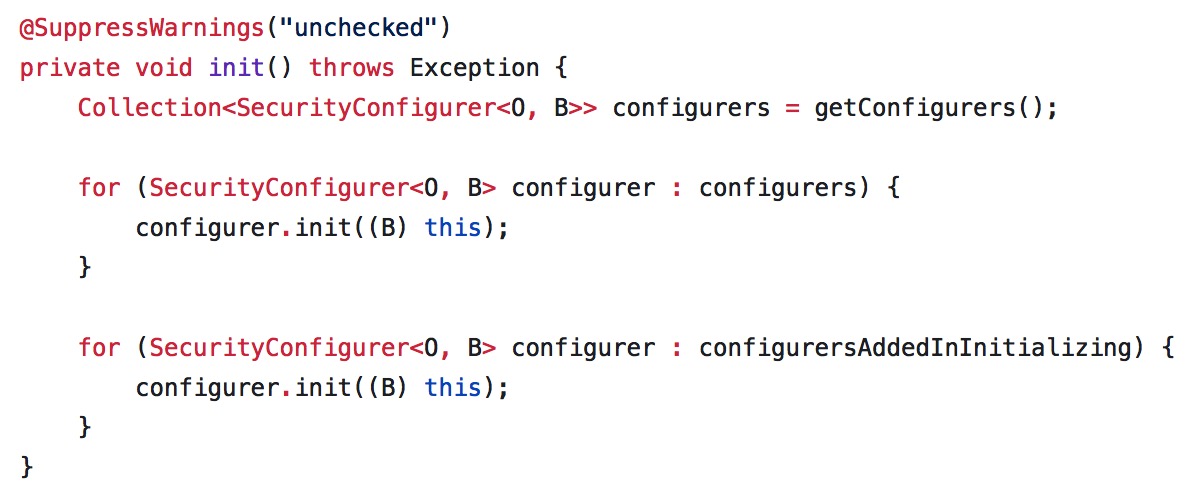 @SuppressWarnings("unchecked")
private void init() throws Exception {
    Collection<SecurityConfigurer<O, B>> configurers = getConfigurers();

    for (SecurityConfigurer<O, B> configurer : configurers) {
        configurer.init((B) this);
    }

    for (SecurityConfigurer<O, B> configurer : configurersAddedInInitializing) {
        configurer.init((B) this);
    }
}